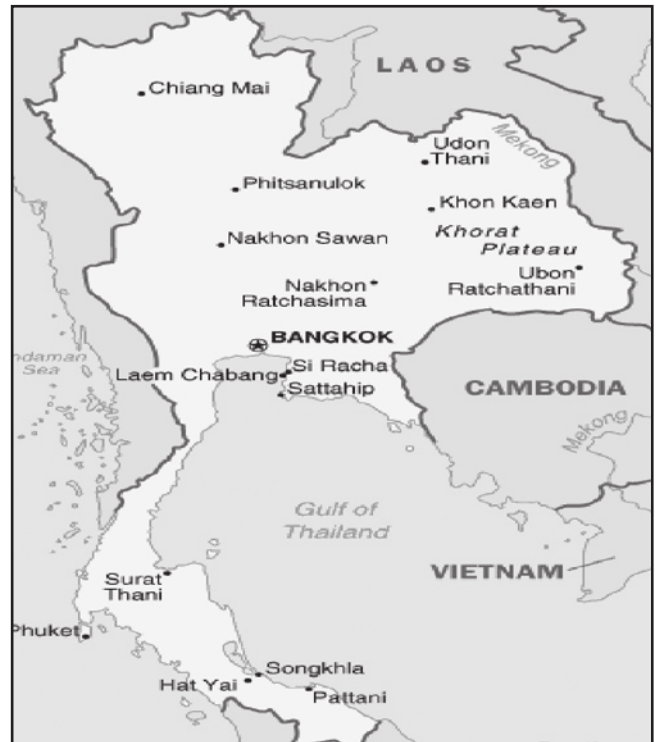 LAOS
Chiang Mai
Udon
Thani
Mekong
Phitsanulok
Khon Kaen
Nakhon Sawan
Khorat
Plateau
Nakhon
Ratchasima
Ubon
Ratchathani
BANGKOK
ndaman
Sea
Si Racha
Laem Chabang
Sattahip
CAMBODIA
Mekong
Gulf of
Thailand
VIETNAM
Surat
Thani
Phuket
Songkhla
Hat Yai
Pattani